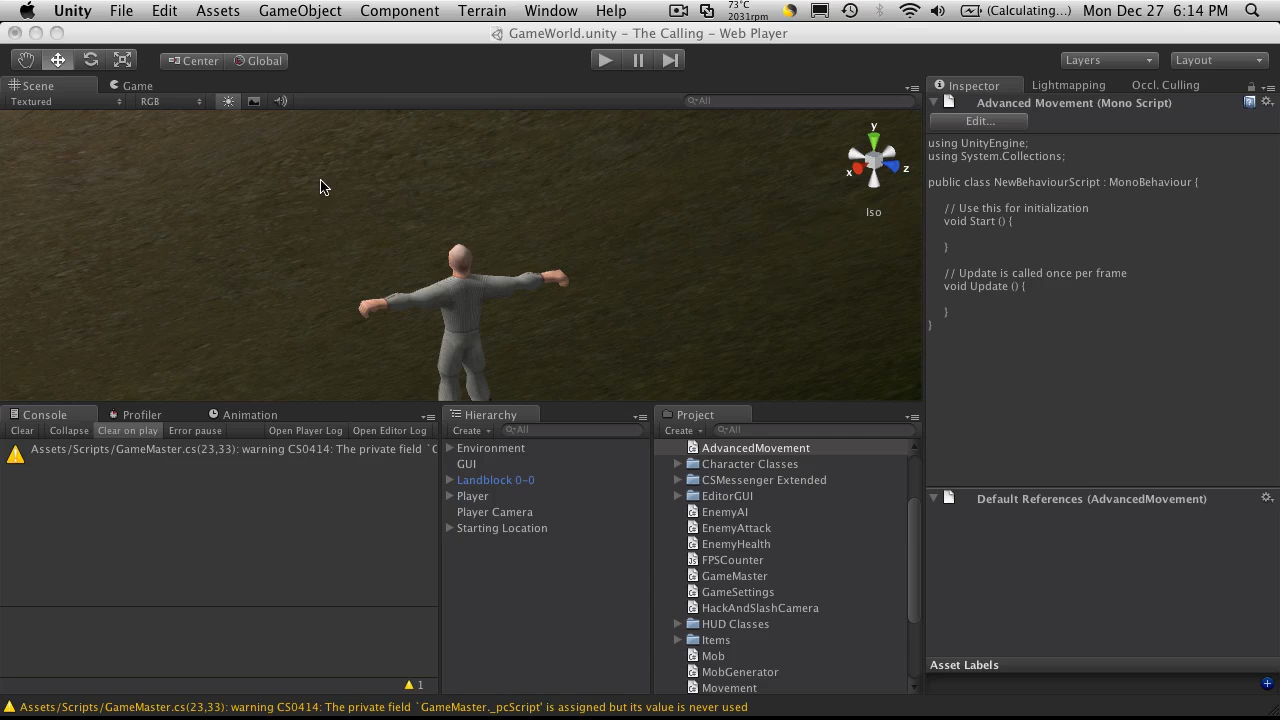 Unity File Edit Assets GameObject Component Terrain Window Help 73°C 2031rpm (Calculating...) Mon Dec 27 6:14 PM
GameWorld.unity - The Calling - Web Player
Center Global Layers Layout
Scene Game Inspector Lightmapping Occl. Culling
Textured RGB All
Advanced Movement (Mono Script)
Edit...
using UnityEngine;
using System.Collections;
public class NewBehaviourScript : MonoBehaviour {
// Use this for initialization
void Start () {
}
// Update is called once per frame
void Update () {
}
}
y
x
z
Iso
Console Profiler Animation
Clear Collapse Clear on play Error pause Open Player Log Open Editor Log
Assets/Scripts/GameMaster.cs(23,33): warning CS0414: The private field `G
1
Hierarchy
Create All
Environment
GUI
Landblock 0-0
Player
Player Camera
Starting Location
Project
Create All
AdvancedMovement
Character Classes
CSMessenger Extended
EditorGUI
EnemyAI
EnemyAttack
EnemyHealth
FPSCounter
GameMaster
GameSettings
HackAndSlashCamera
HUD Classes
Items
Mob
MobGenerator
Movement
Default References (AdvancedMovement)
Asset Labels
Assets/Scripts/GameMaster.cs(23,33): warning CS0414: The private field `GameMaster._pcScript' is assigned but its value is never used